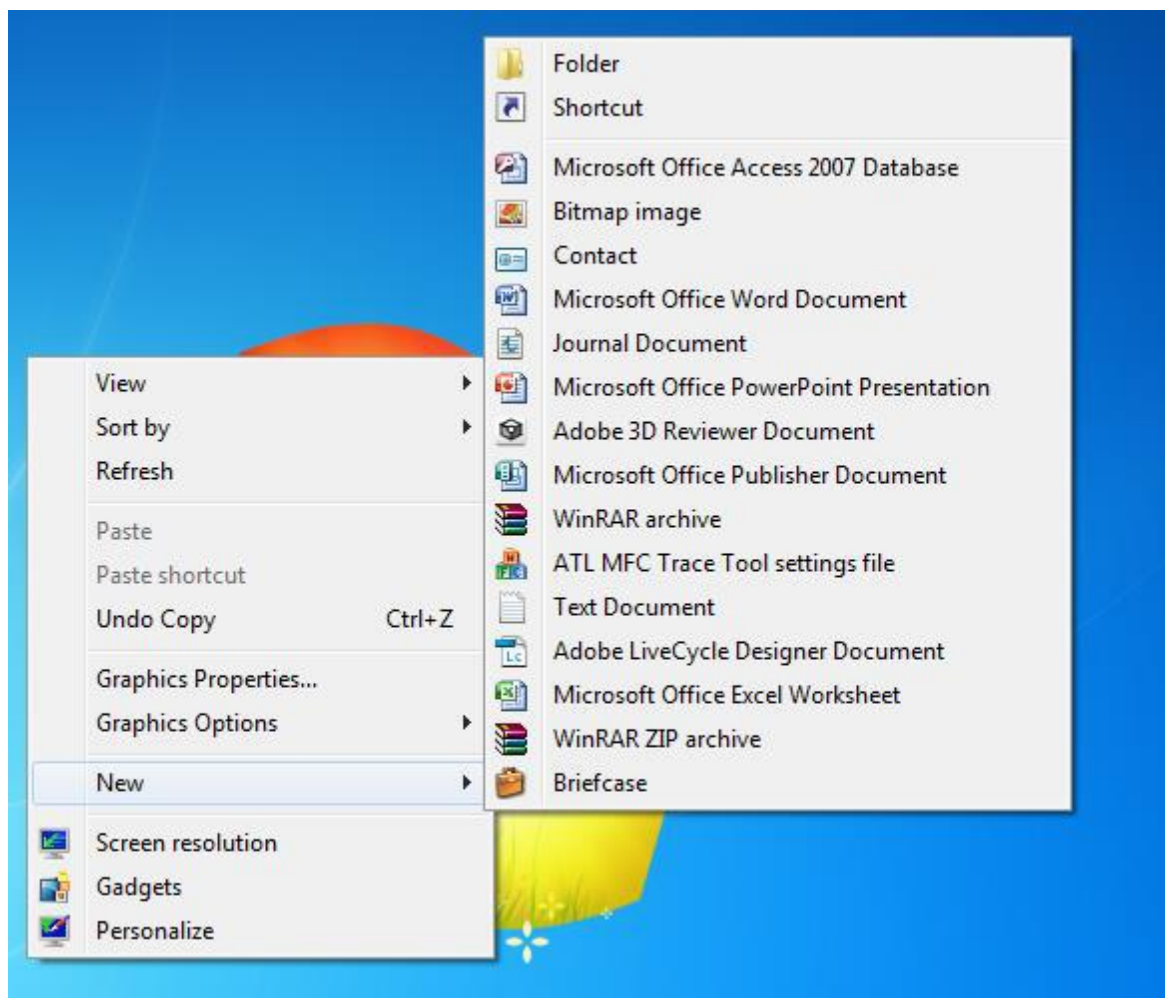 View
Sort by
Refresh
Paste
Paste shortcut
Undo Copy Ctrl+Z
Graphics Properties...
Graphics Options
New
Screen resolution
Gadgets
Personalize
Folder
Shortcut
Microsoft Office Access 2007 Database
Bitmap image
Contact
Microsoft Office Word Document
Journal Document
Microsoft Office PowerPoint Presentation
Adobe 3D Reviewer Document
Microsoft Office Publisher Document
WinRAR archive
ATL MFC Trace Tool settings file
Text Document
Adobe LiveCycle Designer Document
Microsoft Office Excel Worksheet
WinRAR ZIP archive
Briefcase